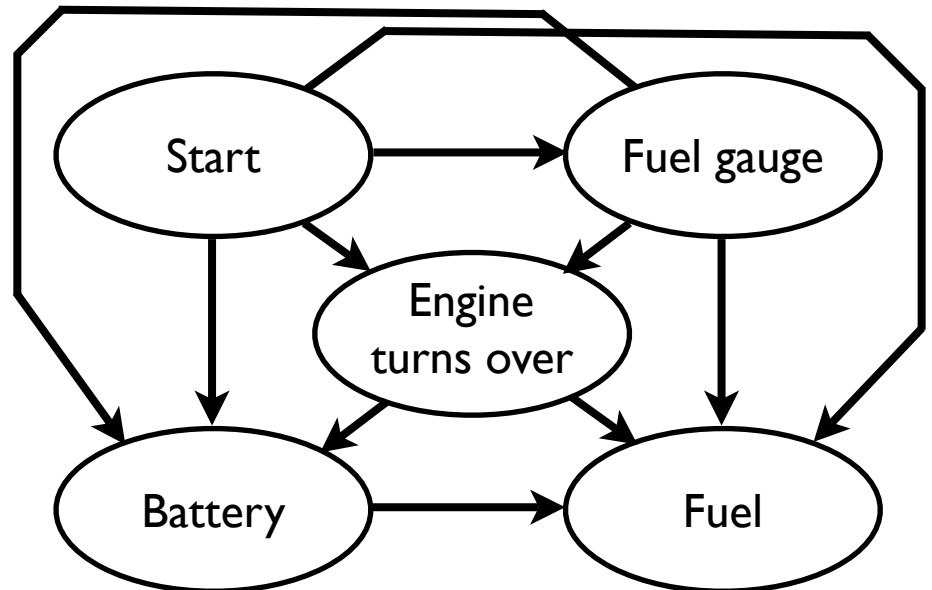 Start
Fuel gauge
Engine
turns over
Battery
Fuel